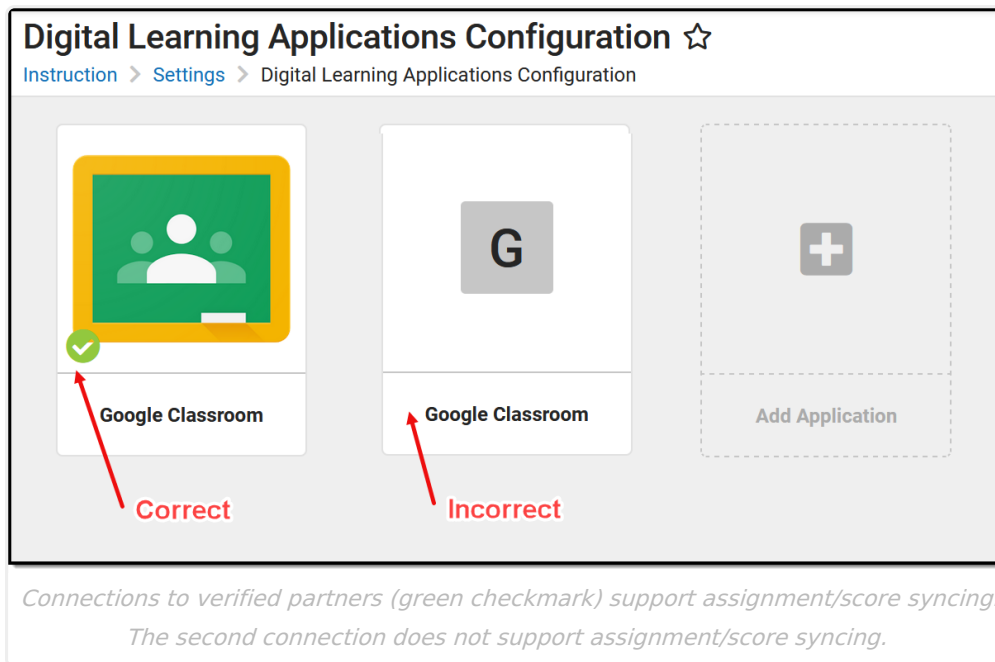 Digital Learning Applications Configuration
Instruction > Settings > Digital Learning Applications Configuration
G
Google Classroom
Google Classroom
Add Application
Correct
Incorrect
Connections to verified partners (green checkmark) support assignment/score syncing.
The second connection does not support assignment/score syncing.